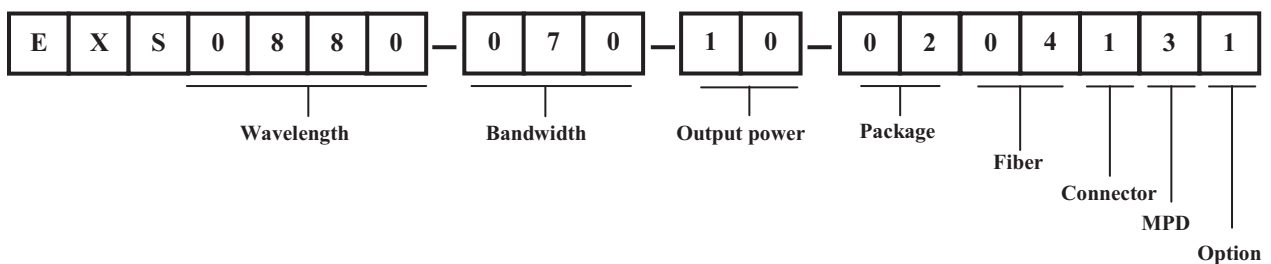 E X S 0 8 8 0 – 0 7 0 – 1 0 – 0 2 0 4 1 3 1
Wavelength Bandwidth Output power Package
Fiber
Connector
MPD
Option